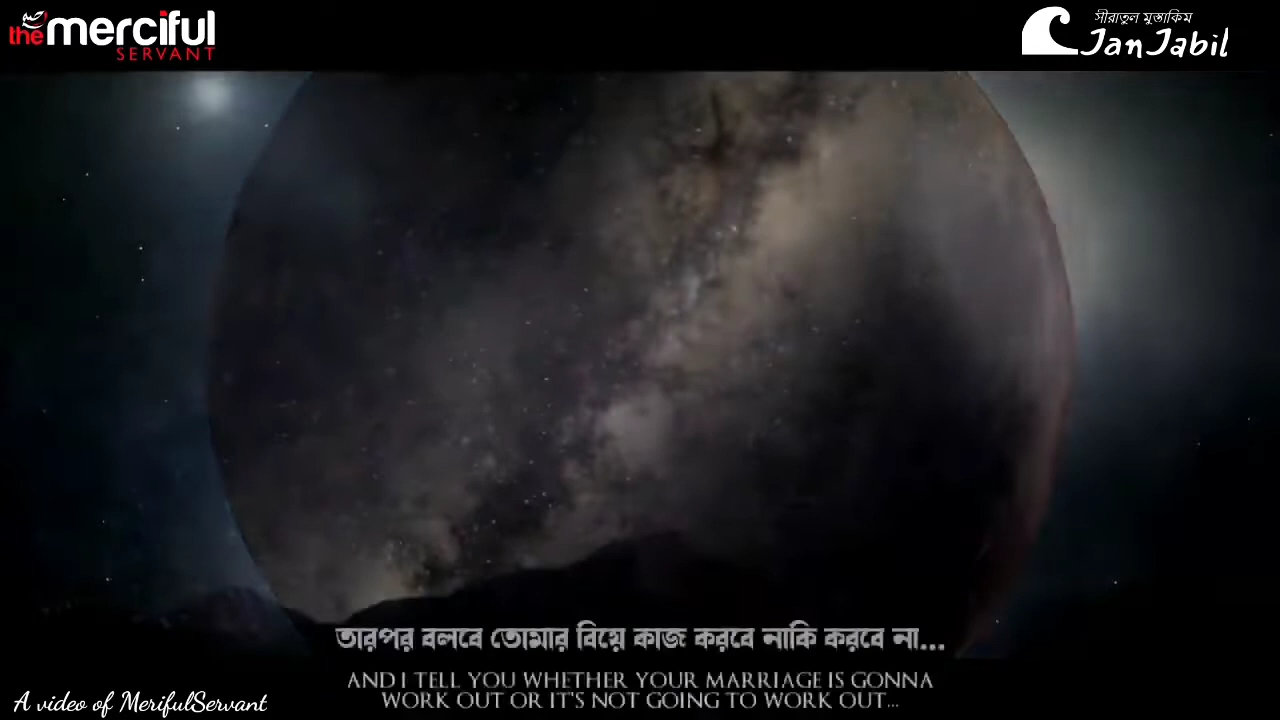 the merciful
SERVANT
সীরাতুল মুস্তাকিম
JanJabil
তারপর বলবে তোমার বিয়ে কাজ করবে নাকি করবে না...
AND I TELL YOU WHETHER YOUR MARRIAGE IS GONNA
WORK OUT OR IT'S NOT GOING TO WORK OUT...
A video of MerifulServant